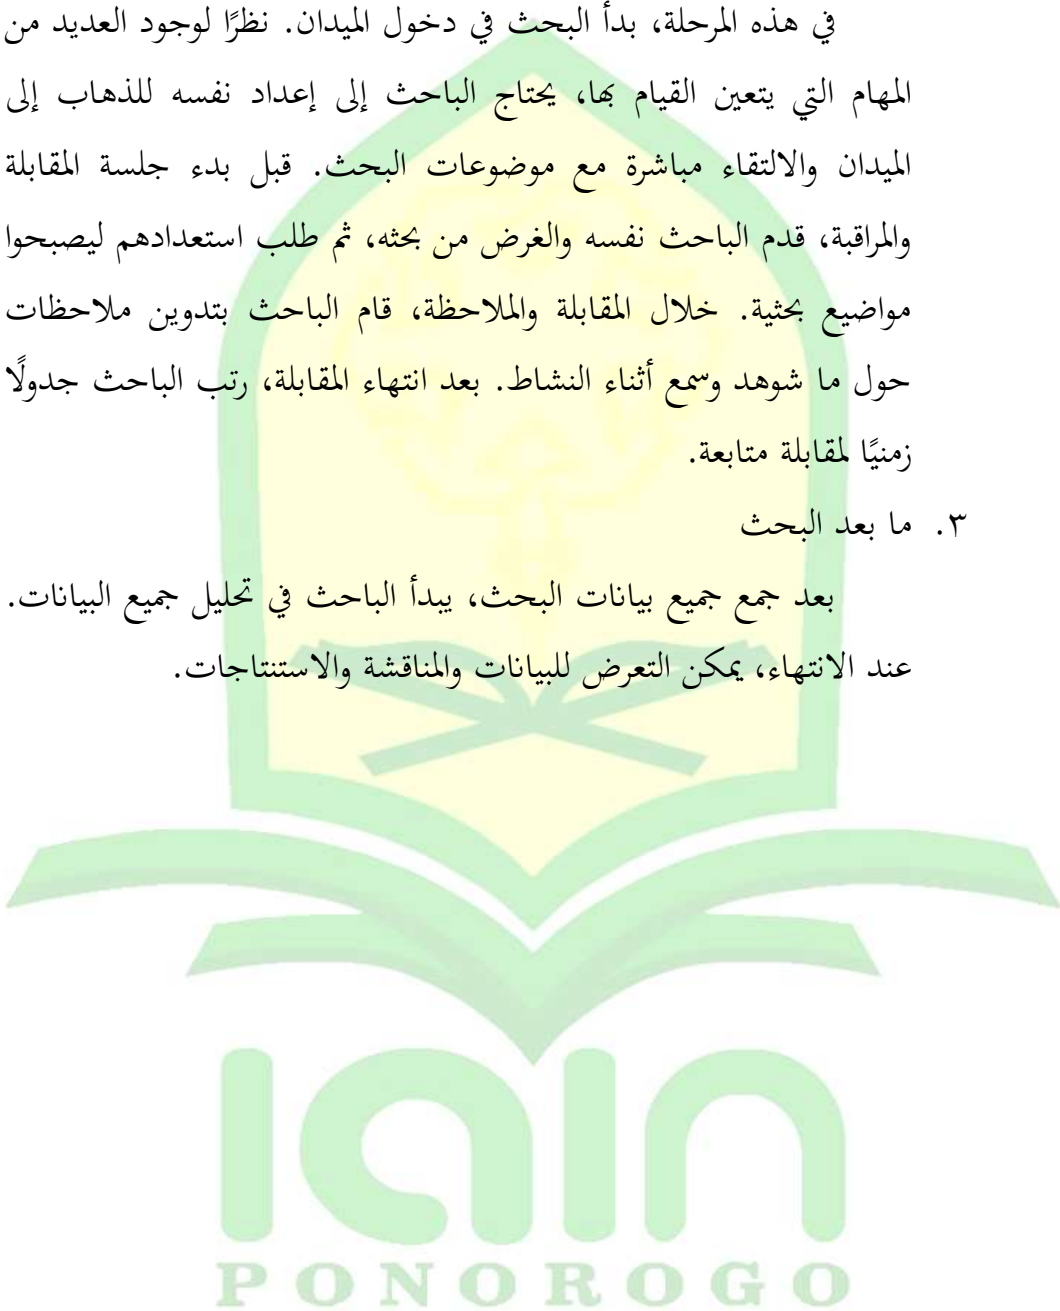 في هذه المرحلة، بدأ البحث في دخول الميدان. نظرًا لوجود العديد من
المهام التي يتعين القيام بها، يحتاج الباحث إلى إعداد نفسه للذهاب إلى
الميدان والالتقاء مباشرة مع موضوعات البحث. قبل بدء جلسة المقابلة
والمراقبة، قدم الباحث نفسه والغرض من بحثه، ثم طلب استعدادهم ليصبحوا
مواضيع بحثية. خلال المقابلة والملاحظة، قام الباحث بتدوين ملاحظات
حول ما شوهد وسمع أثناء النشاط. بعد انتهاء المقابلة، رتب الباحث جدولًا
زمنيًا لمقابلة متابعة.
٣. ما بعد البحث
بعد جمع جميع بيانات البحث، يبدأ الباحث في تحليل جميع البيانات.
عند الانتهاء، يمكن التعرض للبيانات والمناقشة والاستنتاجات.
iain
PONOROGO